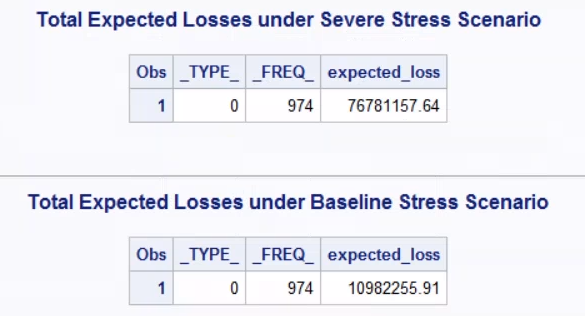 Total Expected Losses under Severe Stress Scenario
Obs _TYPE_ _FREQ_ expected_loss
1 0 974 76781157.64
Total Expected Losses under Baseline Stress Scenario
Obs _TYPE_ _FREQ_ expected_loss
1 0 974 10982255.91